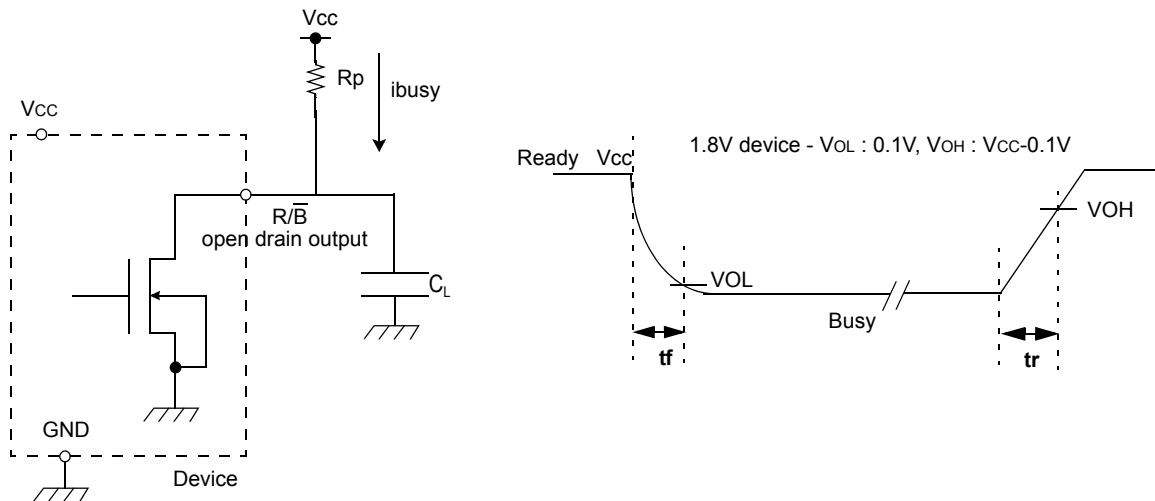 Vcc
Rp
ibusy
VCC
R/B̅
open drain output
CL
GND
Device
1.8V device - VOL : 0.1V, VOH : VCC-0.1V
Ready Vcc
VOH
VOL
Busy
tf
tr